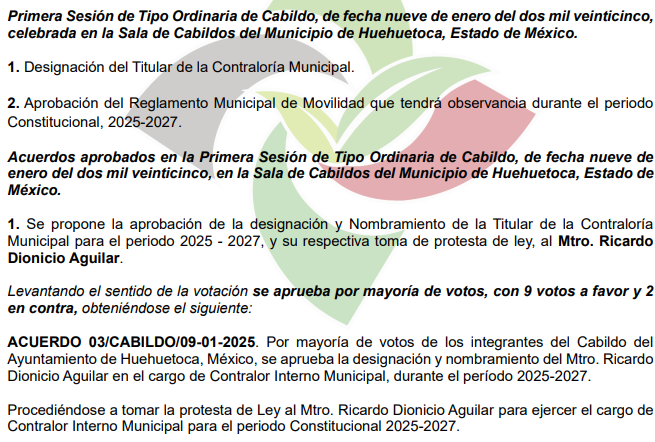 Primera Sesión de Tipo Ordinaria de Cabildo, de fecha nueve de enero del dos mil veinticinco,
celebrada en la Sala de Cabildos del Municipio de Huehuetoca, Estado de México.
1. Designación del Titular de la Contraloría Municipal.
2. Aprobación del Reglamento Municipal de Movilidad que tendrá observancia durante el periodo
Constitucional, 2025-2027.
Acuerdos aprobados en la Primera Sesión de Tipo Ordinaria de Cabildo, de fecha nueve de
enero del dos mil veinticinco, en la Sala de Cabildos del Municipio de Huehuetoca, Estado de
México.
1. Se propone la aprobación de la designación y Nombramiento de la Titular de la Contraloría
Municipal para el periodo 2025 - 2027, y su respectiva toma de protesta de ley, al Mtro. Ricardo
Dionicio Aguilar.
Levantando el sentido de la votación se aprueba por mayoría de votos, con 9 votos a favor y 2
en contra, obteniéndose el siguiente:
ACUERDO 03/CABILDO/09-01-2025. Por mayoría de votos de los integrantes del Cabildo del
Ayuntamiento de Huehuetoca, México, se aprueba la designación y nombramiento del Mtro. Ricardo
Dionicio Aguilar en el cargo de Contralor Interno Municipal, durante el período 2025-2027.
Procediéndose a tomar la protesta de Ley al Mtro. Ricardo Dionicio Aguilar para ejercer el cargo de
Contralor Interno Municipal para el periodo Constitucional 2025-2027.